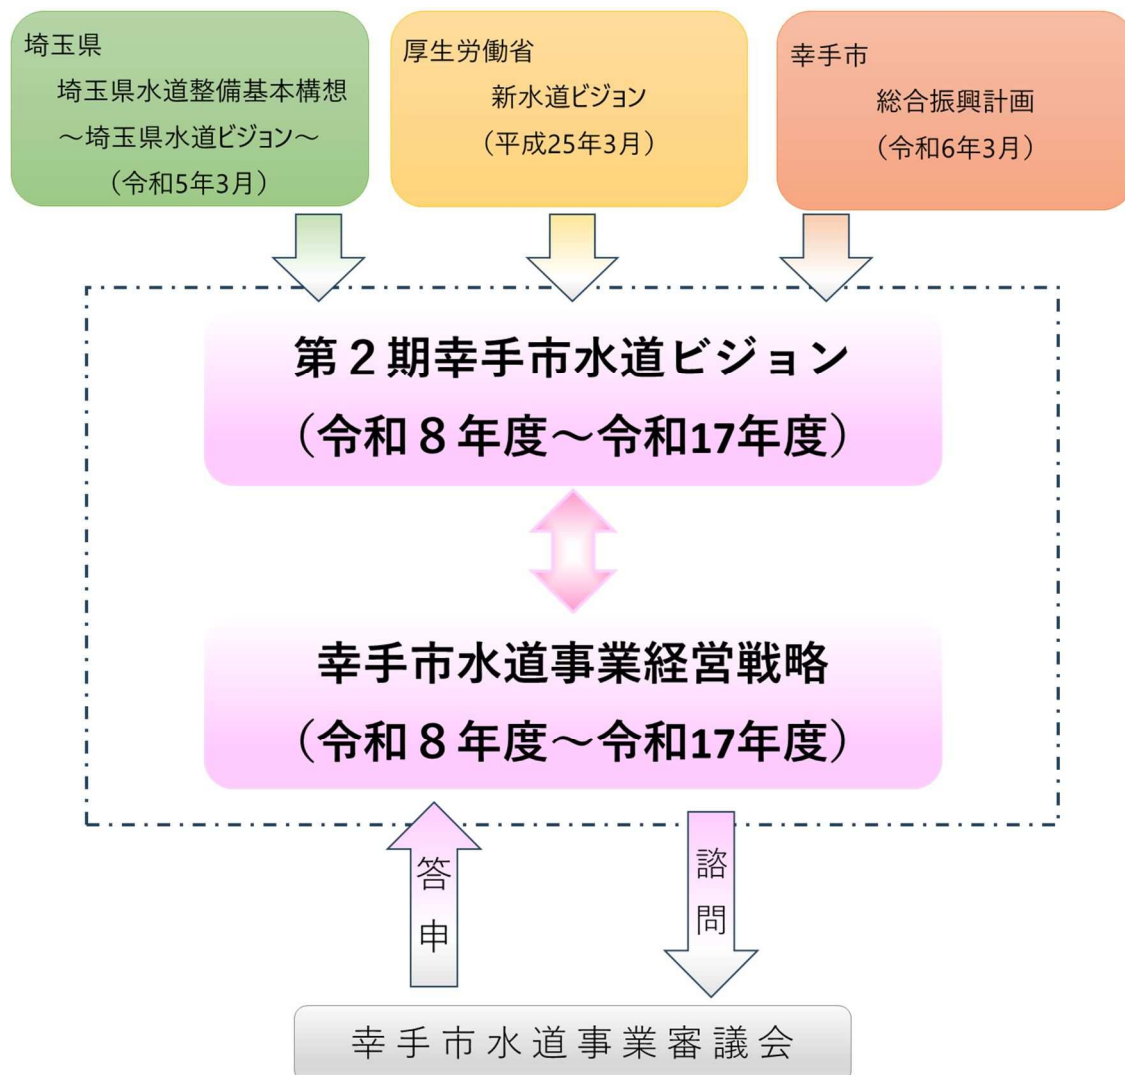 埼玉県
埼玉県水道整備基本構想
～埼玉県水道ビジョン～
（令和5年3月）
厚生労働省
新水道ビジョン
（平成25年3月）
幸手市
総合振興計画
（令和6年3月）
第２期幸手市水道ビジョン
（令和８年度～令和17年度）
幸手市水道事業経営戦略
（令和８年度～令和17年度）
答申
諮問
幸手市水道事業審議会